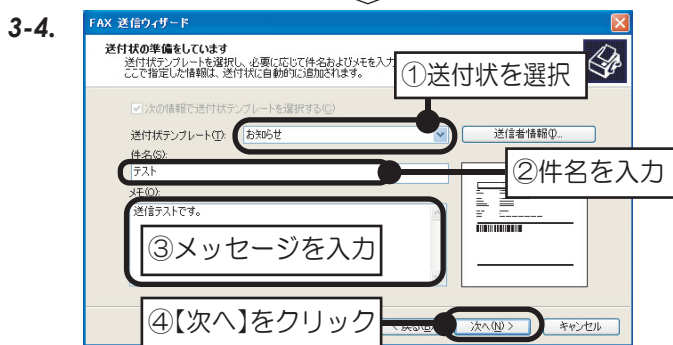 3-4.
FAX 送信ウィザード
送付状の準備をしています
送付状テンプレートを選択し、必要に応じて件名およびメモを入力
ここで指定した情報は、送付状に自動的に追加されます。
①送付状を選択
次の情報で送付状テンプレートを選択する(C)
送付状テンプレート(T):
お知らせ
送信者情報(I)...
件名(S):
テスト
②件名を入力
メモ(O):
送信テストです。
③メッセージを入力
④【次へ】をクリック
次へ(N) >
キャンセル